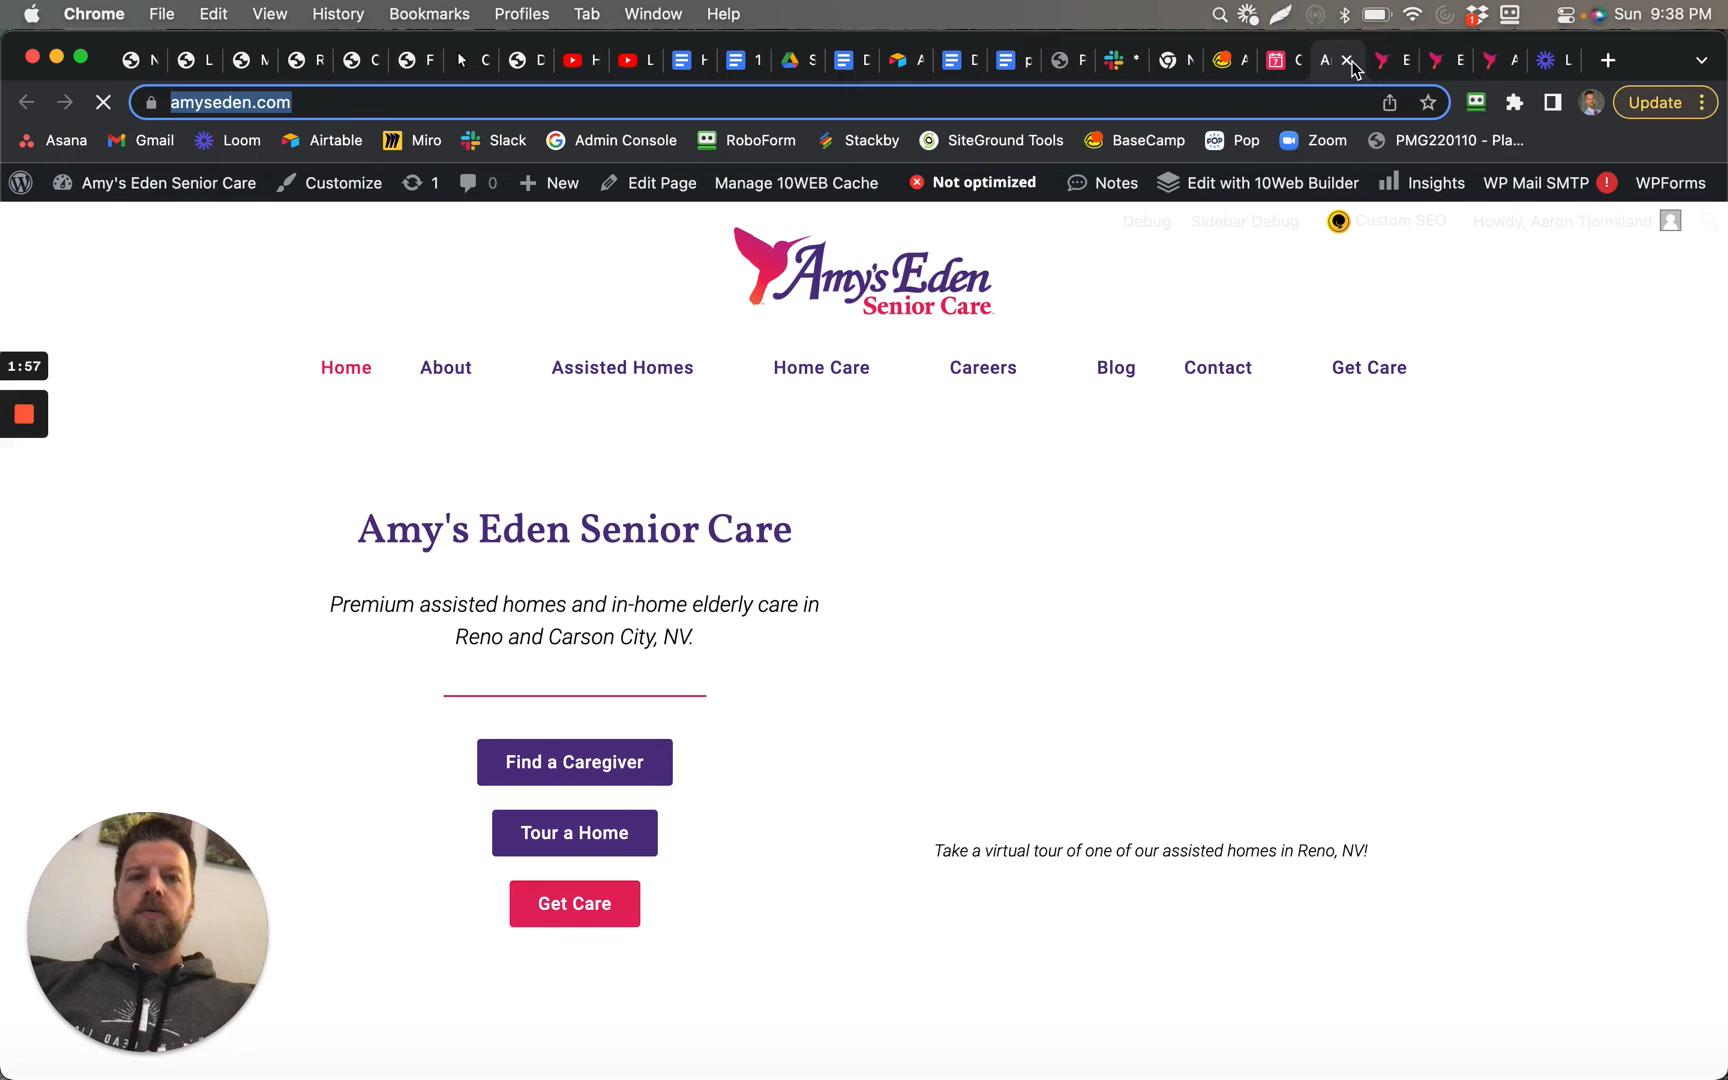 Chrome File Edit View History Bookmarks Profiles Tab Window Help Sun 9:38 PM
N L M R C F C D H L H 1 S D A D p P * N A C A E E A L
amyseden.com Update
Asana Gmail Loom Airtable Miro Slack Admin Console RoboForm Stackby SiteGround Tools BaseCamp Pop Zoom PMG220110 - Pla...
Amy's Eden Senior Care Customize 1 0 New Edit Page Manage 10WEB Cache Not optimized Notes Edit with 10Web Builder Insights WP Mail SMTP ! WPForms
Debug Sidebar Debug Custom SEO Howdy, Aaron Tjomsland
Amy's Eden
Senior Care
Home About Assisted Homes Home Care Careers Blog Contact Get Care
1:57
Amy's Eden Senior Care
Premium assisted homes and in-home elderly care in
Reno and Carson City, NV.
Find a Caregiver
Tour a Home
Take a virtual tour of one of our assisted homes in Reno, NV!
Get Care